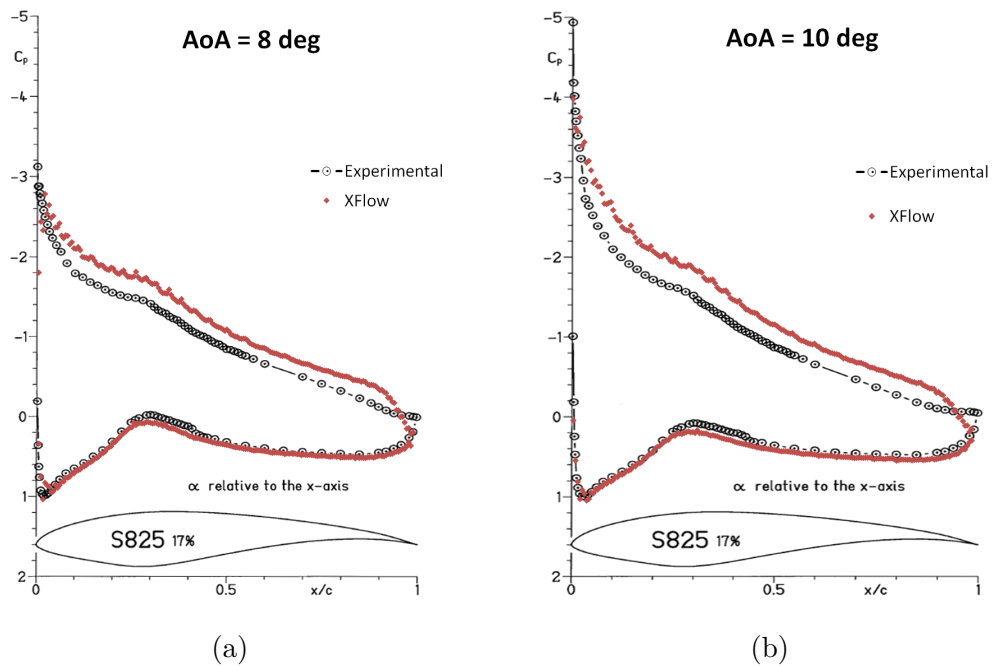 AoA = 8 deg
-5
Cp
-4
-3
-2
-1
0
1
2
Experimental
XFlow
α relative to the x-axis
S825 17%
0
0.5
x/c
1
(a)
AoA = 10 deg
-5
Cp
-4
-3
-2
-1
0
1
2
Experimental
XFlow
α relative to the x-axis
S825 17%
0
0.5
x/c
1
(b)